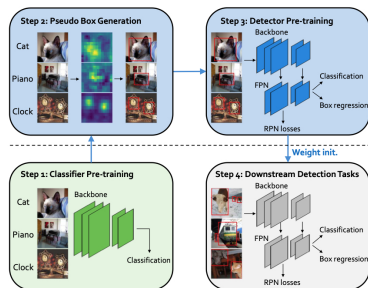 Step 2: Pseudo Box Generation
Cat
Piano
Clock
Step 3: Detector Pre-training
Backbone
FPN
Classification
Box regression
RPN losses
Weight init.
Step 1: Classifier Pre-training
Cat
Backbone
Piano
Classification
Clock
Step 4: Downstream Detection Tasks
Backbone
FPN
Classification
Box regression
RPN losses